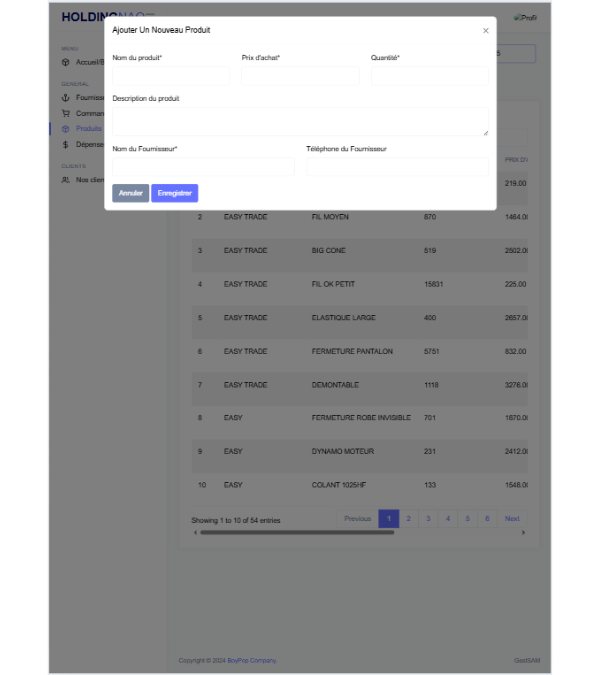 HOLDING
Profi
Ajouter Un Nouveau Produit ×
Nom du produit* Prix d'achat* Quantité*
Description du produit
Nom du Fournisseur* Téléphone du Fournisseur
Annuler Enregistrer
MENU
Accueil/B
GENERAL
Fourniss
Comman
Produits
Dépense
CLIENTS
Nos clien
5
PRIX D'A
219.00
2 EASY TRADE FIL MOYEN 870 1464.00
3 EASY TRADE BIG CONE 519 2502.00
4 EASY TRADE FIL OK PETIT 15831 225.00
5 EASY TRADE ELASTIQUE LARGE 400 2657.00
6 EASY TRADE FERMETURE PANTALON 5751 832.00
7 EASY TRADE DEMONTABLE 1118 3276.00
8 EASY FERMETURE ROBE INVISIBLE 701 1870.00
9 EASY DYNAMO MOTEUR 231 2412.00
10 EASY COLANT 1025HF 133 1546.00
Showing 1 to 10 of 54 entries Previous 1 2 3 4 5 6 Next
Copyright © 2024 BoyPop Company GestSAM